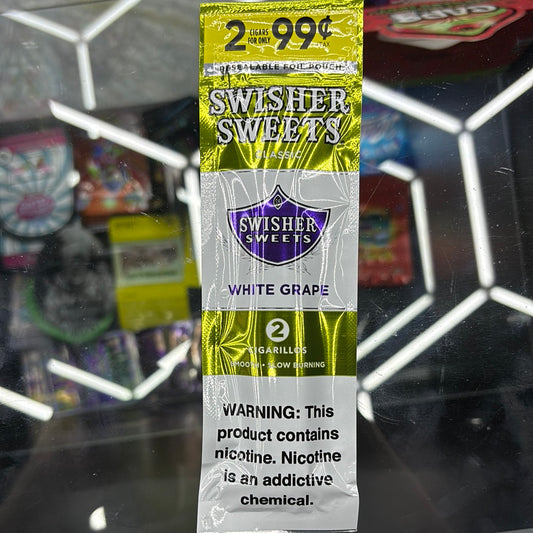 2 CIGARS FOR ONLY 99¢
RESEALABLE FOIL POUCH
SWISHER
SWEETS
CLASSIC
SWISHER
SWEETS
WHITE GRAPE
2
CIGARILLOS
SMOOTH • SLOW BURNING
WARNING: This
product contains
nicotine. Nicotine
is an addictive
chemical.